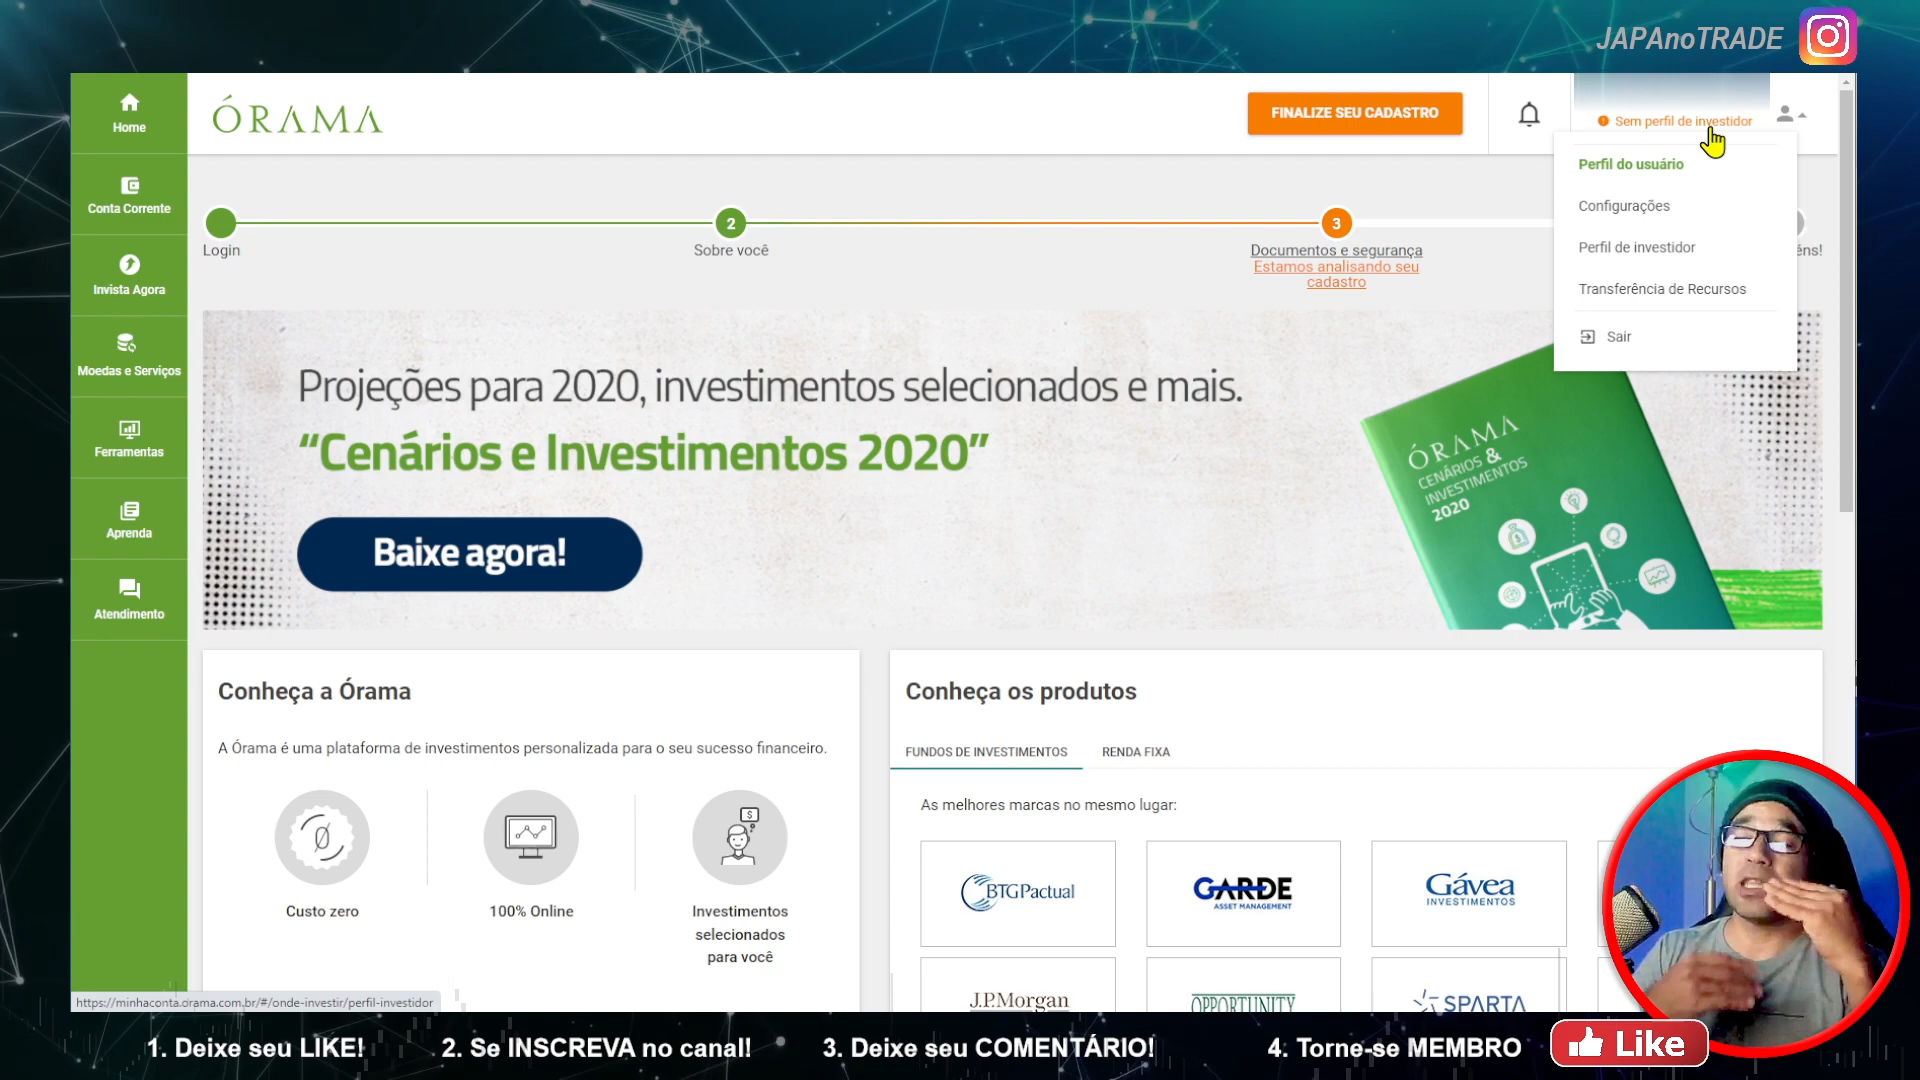 JAPAnoTRADE
Home
ÓRAMA
FINALIZE SEU CADASTRO
Sem perfil de investidor
Perfil do usuário
Configurações
Perfil de investidor
Transferência de Recursos
Sair
Conta Corrente
Invista Agora
Moedas e Serviços
Ferramentas
Aprenda
Atendimento
2
3
Login
Sobre você
Documentos e segurança
Estamos analisando seu
cadastro
éns!
Projeções para 2020, investimentos selecionados e mais.
“Cenários e Investimentos 2020”
Baixe agora!
ÓRAMA
CENÁRIOS &
INVESTIMENTOS
2020
Conheça a Órama
A Órama é uma plataforma de investimentos personalizada para o seu sucesso financeiro.
Custo zero
100% Online
Investimentos
selecionados
para você
Conheça os produtos
FUNDOS DE INVESTIMENTOS
RENDA FIXA
As melhores marcas no mesmo lugar:
BTGPactual
GARDE
ASSET MANAGEMENT
Gávea
INVESTIMENTOS
J.P.Morgan
OPPORTUNITY
SPARTA
https://minhaconta.orama.com.br/#/onde-investir/perfil-investidor
1. Deixe seu LIKE!
2. Se INSCREVA no canal!
3. Deixe seu COMENTÁRIO!
4. Torne-se MEMBRO
Like